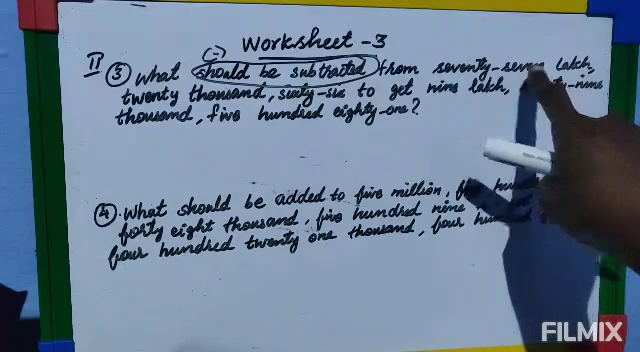 Worksheet -3
(-)
II ③ What should be subtracted from seventy-seven lakh,
twenty thousand, sixty-six to get nine lakh, ty-nine
thousand, five hundred eighty-one?
④. What should be added to five million,
forty eight thousand, five hundred nine
four hundred twenty one thousand, four
FILMIX